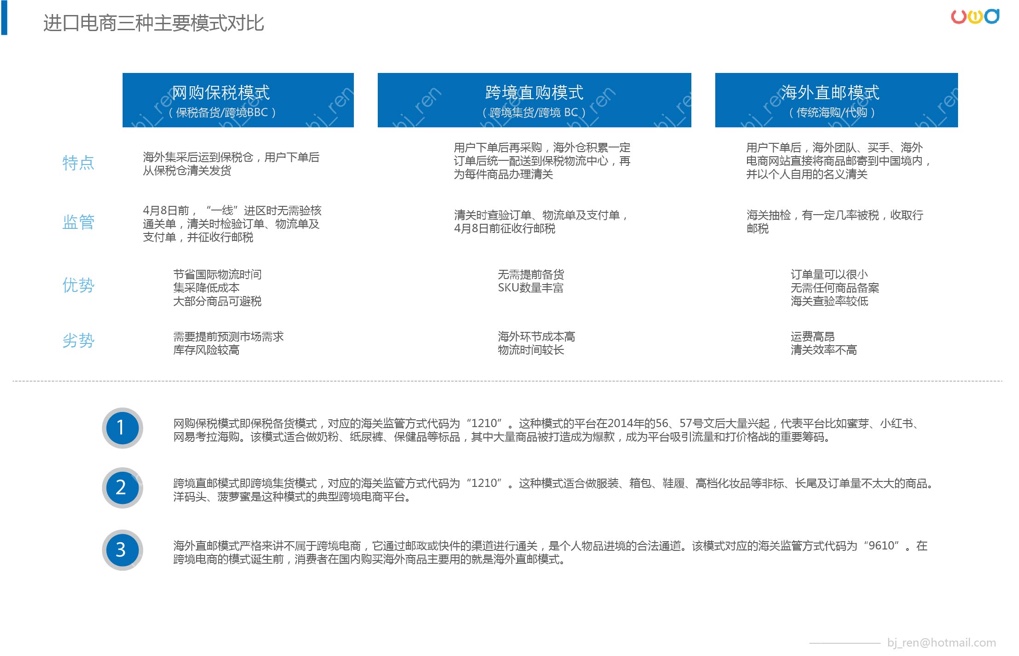 进口电商三种主要模式对比
uwa
网购保税模式
（保税备货/跨境BBC）
跨境直购模式
（跨境集货/跨境 BC）
海外直邮模式
（传统海购/代购）
bj_ren bj_ren bj_ren bj_ren bj_ren bj_ren bj_ren bj_ren
特点
海外集采后运到保税仓，用户下单后
从保税仓清关发货
用户下单后再采购，海外仓积累一定
订单后统一配送到保税物流中心，再
为每件商品办理清关
用户下单后，海外团队、买手、海外
电商网站直接将商品邮寄到中国境内，
并以个人自用的名义清关
监管
4月8日前，“一线”进区时无需验核
通关单，清关时检验订单、物流单及
支付单，并征收行邮税
清关时查验订单、物流单及支付单，
4月8日前征收行邮税
海关抽检，有一定几率被税，收取行
邮税
优势
节省国际物流时间
集采降低成本
大部分商品可避税
无需提前备货
SKU数量丰富
订单量可以很小
无需任何商品备案
海关查验率较低
劣势
需要提前预测市场需求
库存风险较高
海外环节成本高
物流时间较长
运费高昂
清关效率不高
1
网购保税模式即保税备货模式，对应的海关监管方式代码为“1210”。这种模式的平台在2014年的56、57号文后大量兴起，代表平台比如蜜芽、小红书、
网易考拉海购。该模式适合做奶粉、纸尿裤、保健品等标品，其中大量商品被打造成为爆款，成为平台吸引流量和打价格战的重要筹码。
2
跨境直邮模式即跨境集货模式，对应的海关监管方式代码为“1210”。这种模式适合做服装、箱包、鞋履、高档化妆品等非标、长尾及订单量不太大的商品。
洋码头、菠萝蜜是这种模式的典型跨境电商平台。
3
海外直邮模式严格来讲不属于跨境电商，它通过邮政或快件的渠道进行通关，是个人物品进境的合法通道。该模式对应的海关监管方式代码为“9610”。在
跨境电商的模式诞生前，消费者在国内购买海外商品主要用的就是海外直邮模式。
bj_ren@hotmail.com